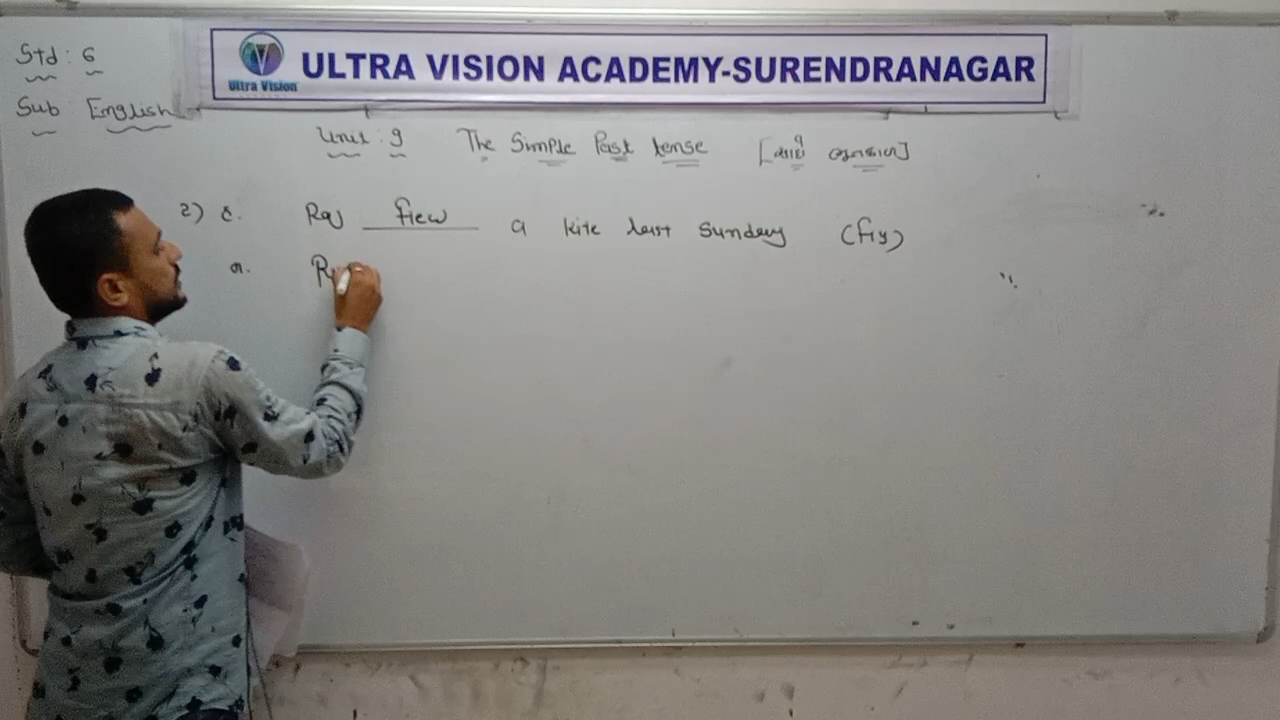 Std : 6
ULTRA VISION ACADEMY-SURENDRANAGAR
Ultra Vision
Sub English
Unit : 9 The Simple Past tense [સાદો ભૂતકાળ]
2) Raj flew a kite last Sunday (fly)